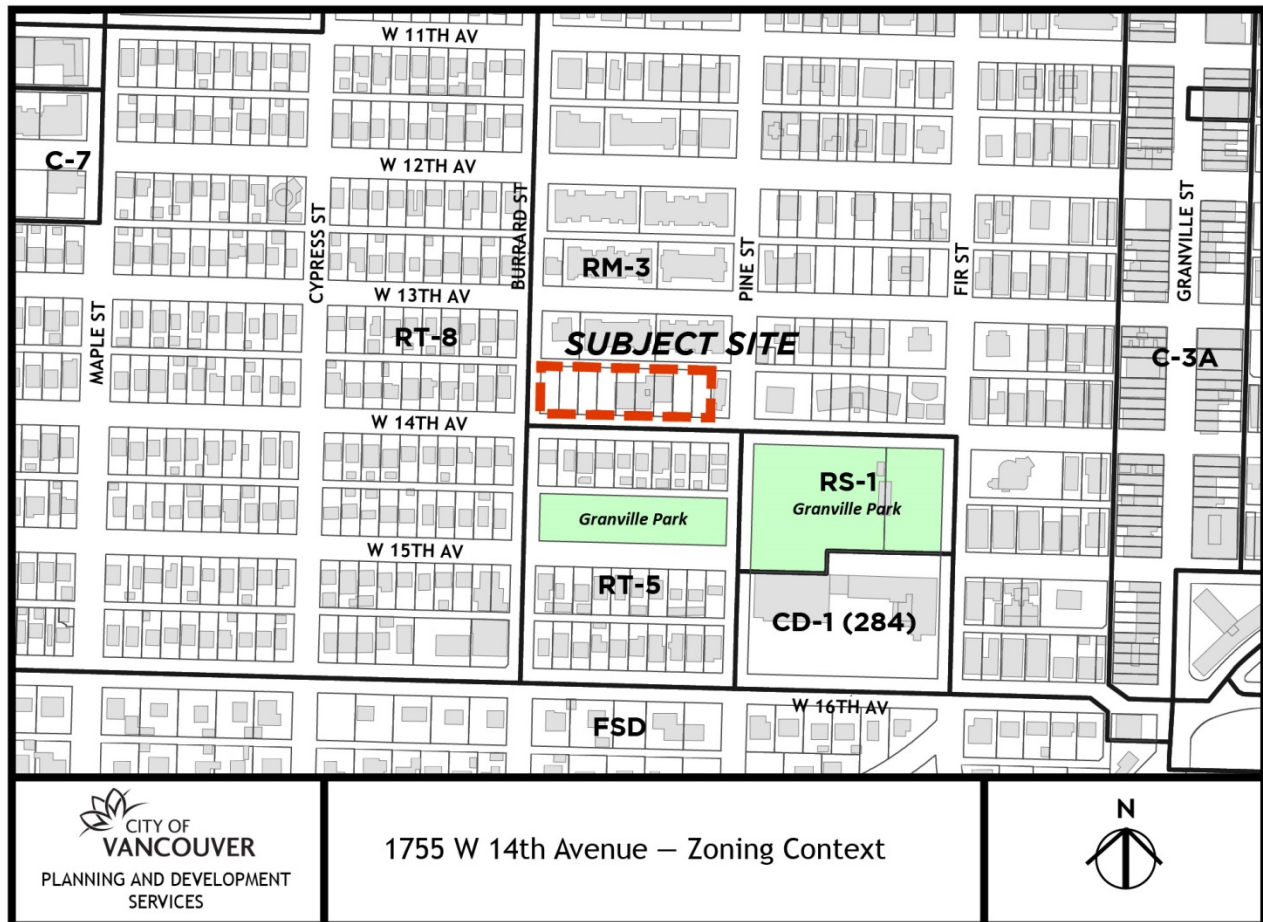 W 11TH AV
C-7
W 12TH AV
CYPRESS ST
BURRARD ST
RM-3
PINE ST
FIR ST
GRANVILLE ST
W 13TH AV
MAPLE ST
RT-8
SUBJECT SITE
C-3A
W 14TH AV
RS-1
Granville Park
Granville Park
W 15TH AV
RT-5
CD-1 (284)
W 16TH AV
FSD
CITY OF
VANCOUVER
PLANNING AND DEVELOPMENT
SERVICES
1755 W 14th Avenue — Zoning Context
N